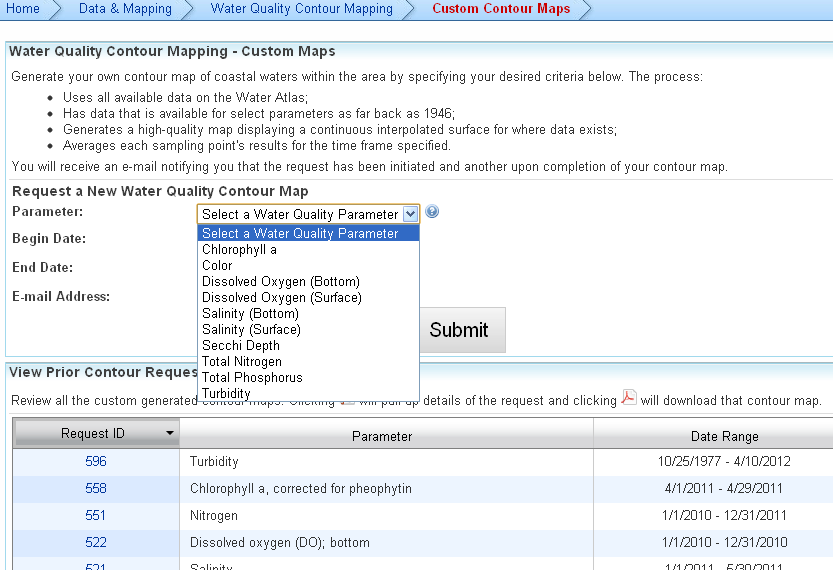 Home Data & Mapping Water Quality Contour Mapping Custom Contour Maps
Water Quality Contour Mapping - Custom Maps
Generate your own contour map of coastal waters within the area by specifying your desired criteria below. The process:
• Uses all available data on the Water Atlas;
• Has data that is available for select parameters as far back as 1946;
• Generates a high-quality map displaying a continuous interpolated surface for where data exists;
• Averages each sampling point's results for the time frame specified.
You will receive an e-mail notifying you that the request has been initiated and another upon completion of your contour map.
Request a New Water Quality Contour Map
Parameter: Select a Water Quality Parameter ?
Select a Water Quality Parameter
Begin Date:
Chlorophyll a
Color
End Date:
Dissolved Oxygen (Bottom)
Dissolved Oxygen (Surface)
E-mail Address:
Salinity (Bottom)
Salinity (Surface)
Submit
Secchi Depth
Total Nitrogen
Total Phosphorus
Turbidity
View Prior Contour Reques
Review all the custom generated contour maps. Clicking will pull up details of the request and clicking will download that contour map.
Request ID Parameter Date Range
596 Turbidity 10/25/1977 - 4/10/2012
558 Chlorophyll a, corrected for pheophytin 4/1/2011 - 4/29/2011
551 Nitrogen 1/1/2010 - 12/31/2011
522 Dissolved oxygen (DO); bottom 1/1/2010 - 12/31/2010
521 Salinity 1/1/2011 - 5/30/2011